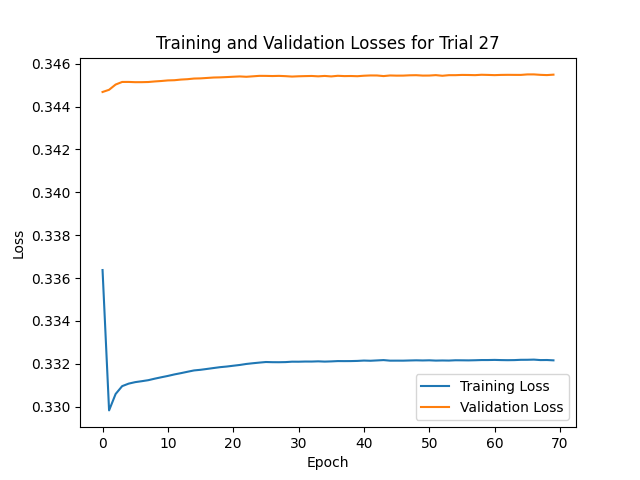 Training and Validation Losses for Trial 27
0.346
0.344
0.342
0.340
0.338
0.336
0.334
0.332
0.330
Loss
0 10 20 30 40 50 60 70
Epoch
Training Loss
Validation Loss